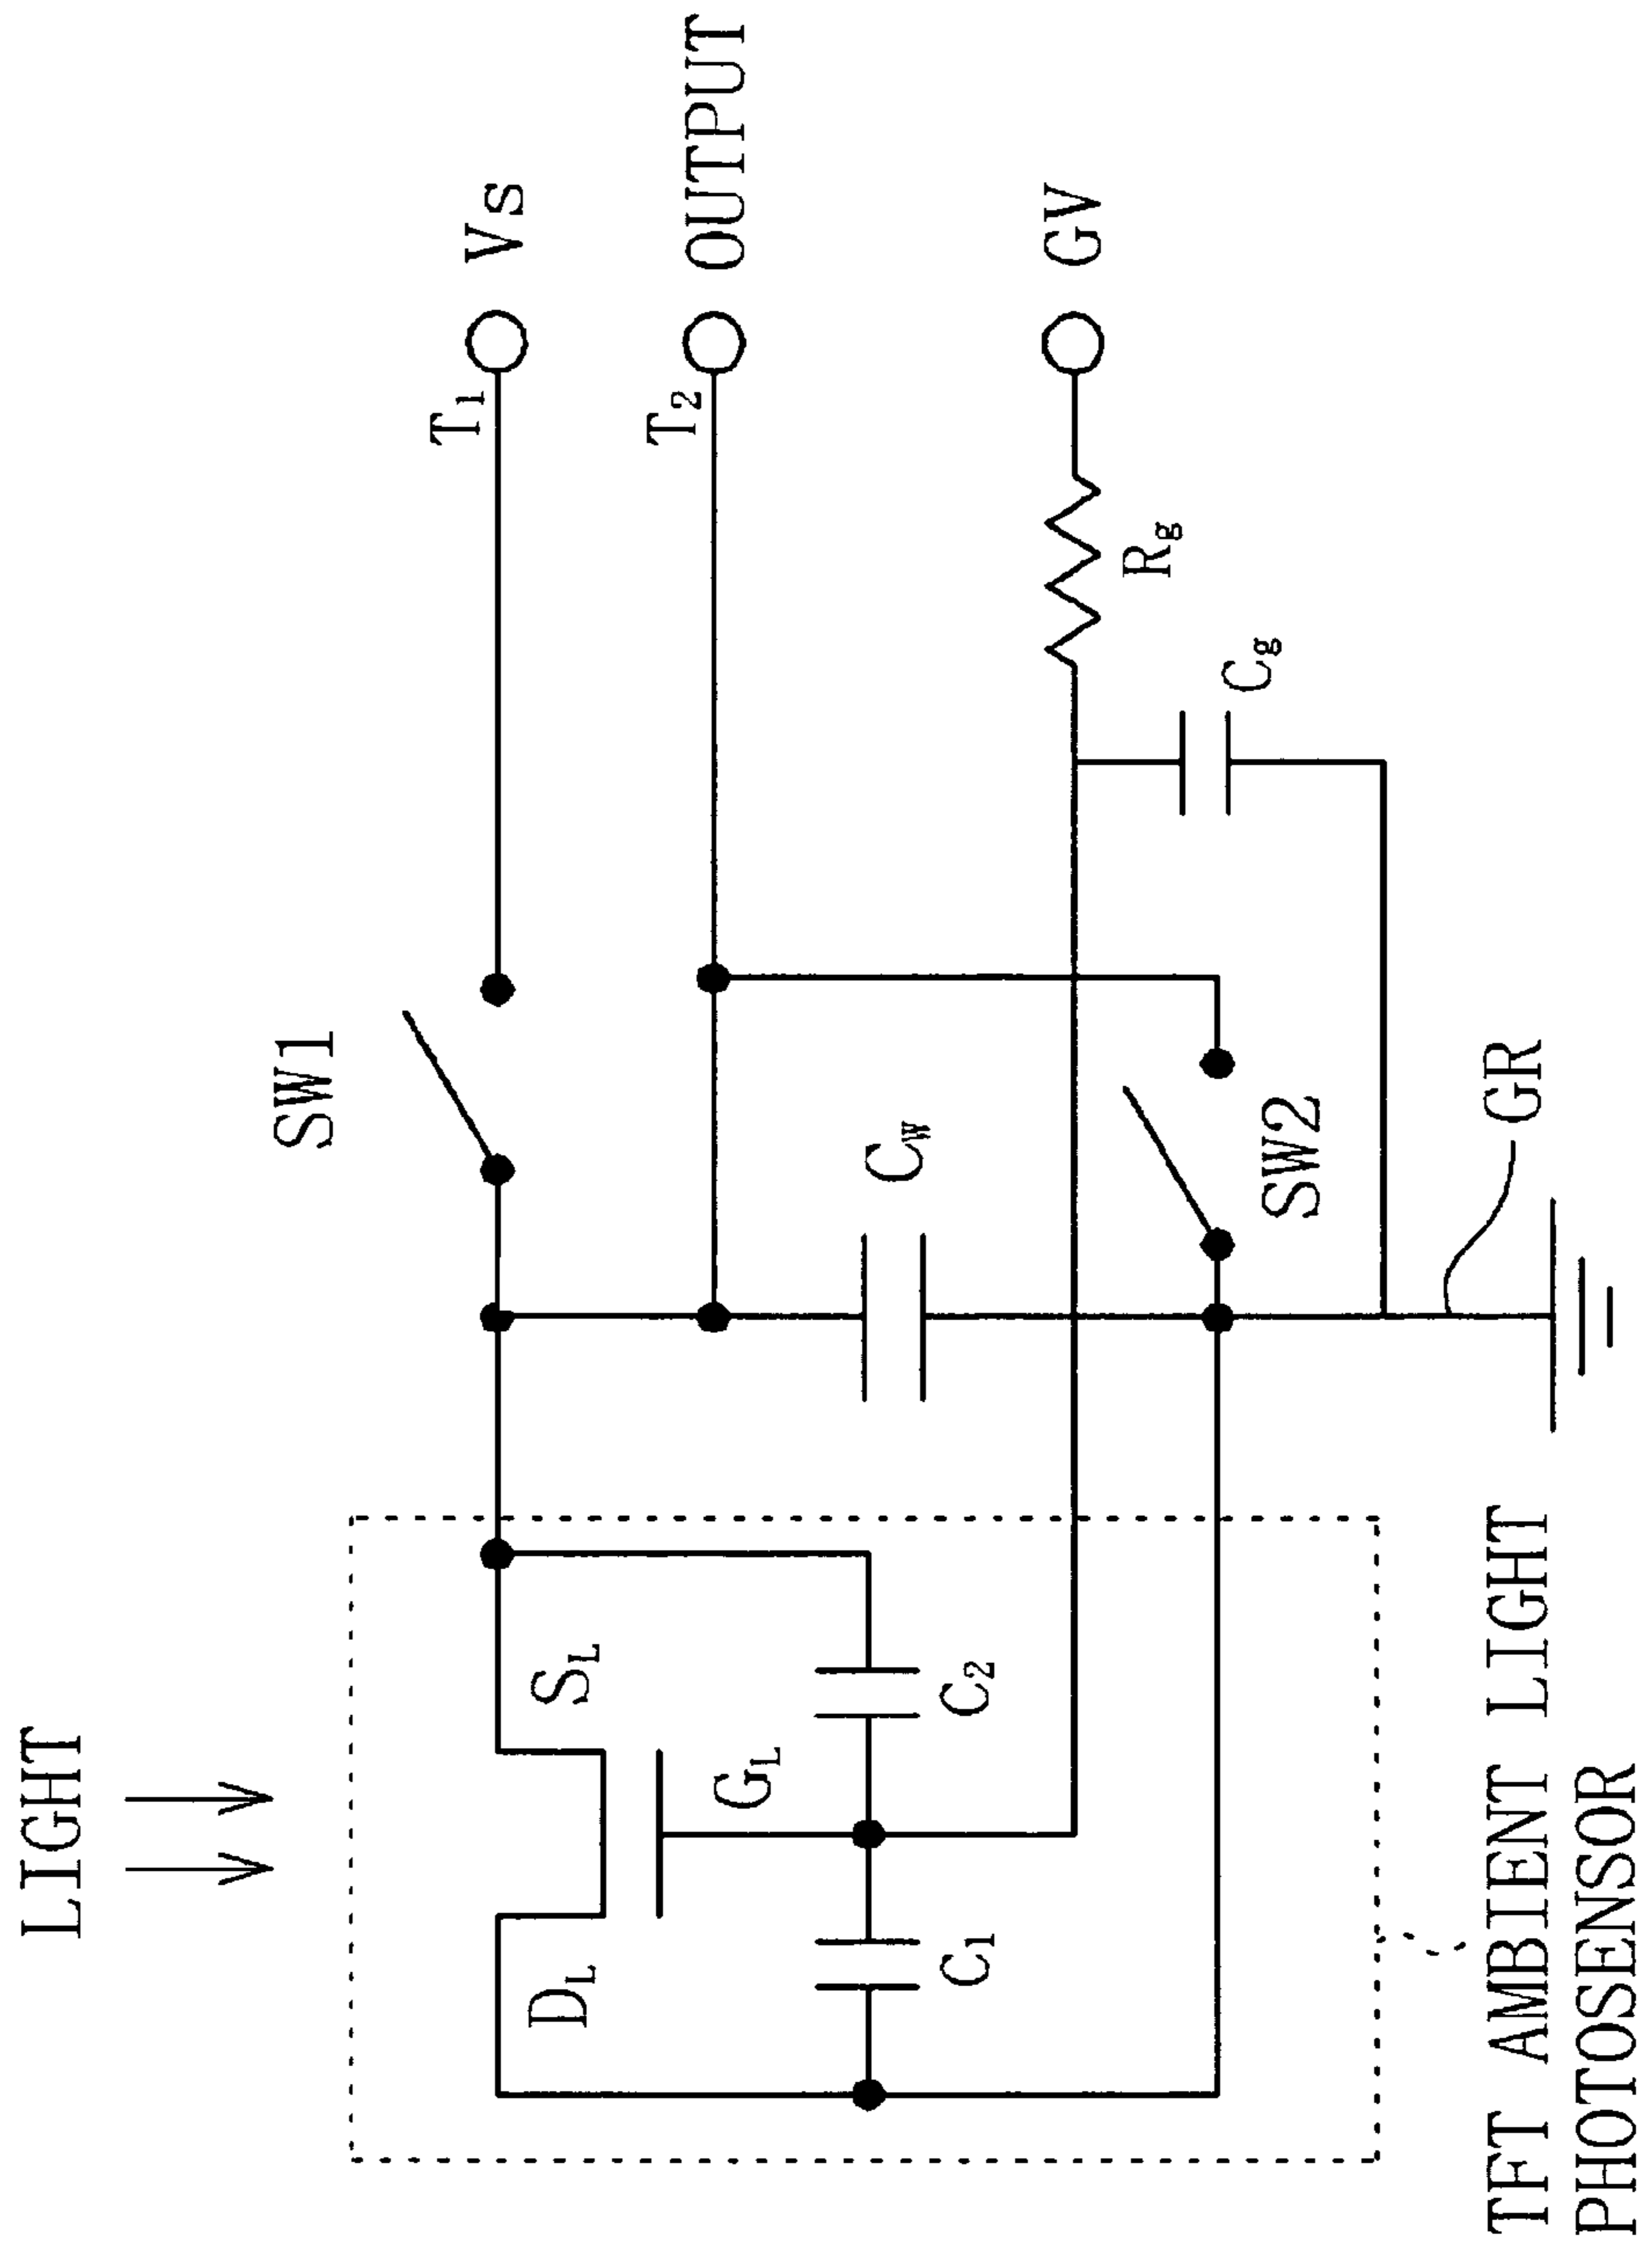 LIGHT
SW1
T1
VS
T2
OUTPUT
DL
SL
GL
CW
GV
C1
C2
Rg
Cg
SW2
GR
TFT AMBIENT LIGHT
PHOTOSENSOR